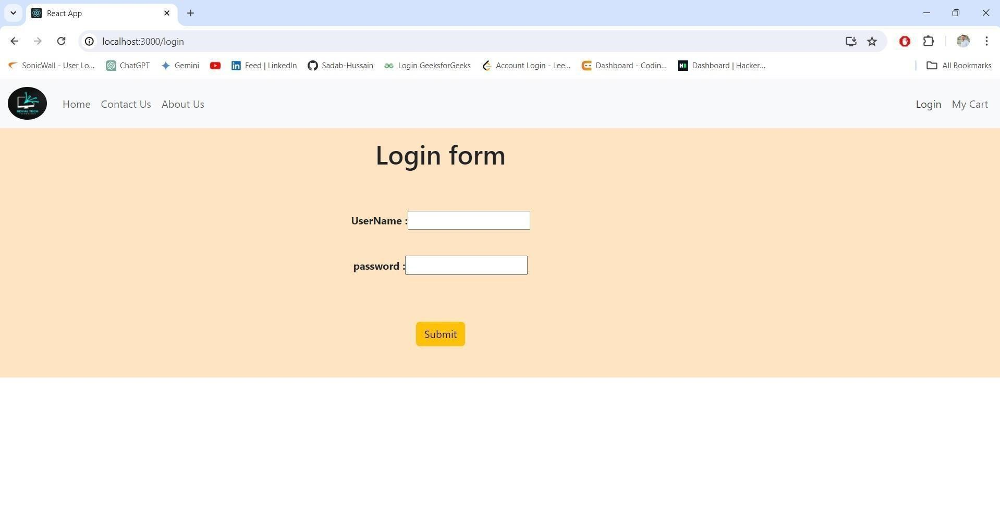 React App
localhost:3000/login
SonicWall - User Lo... ChatGPT Gemini Feed | LinkedIn Sadab-Hussain Login GeeksforGeeks Account Login - Lee... Dashboard - Codin... Dashboard | Hacker... All Bookmarks
ROYAL TECH
Home Contact Us About Us Login My Cart
Login form
UserName :
password :
Submit